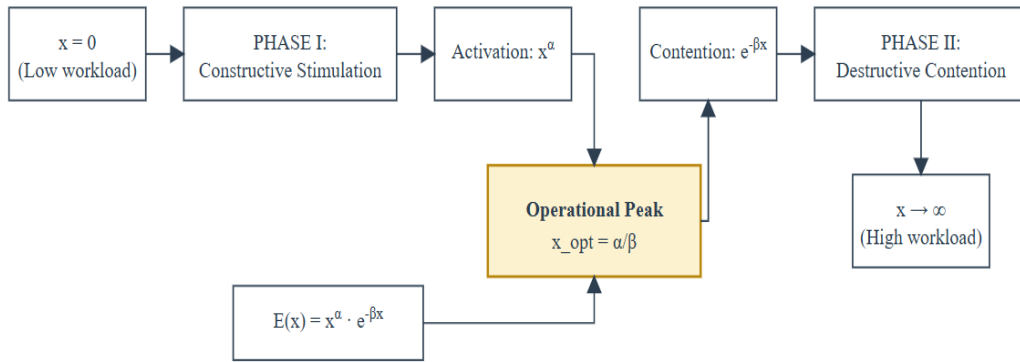 x = 0
(Low workload)
PHASE I:
Constructive Stimulation
Activation: x^α
Contention: e^-βx
PHASE II:
Destructive Contention
Operational Peak
x_opt = α/β
x → ∞
(High workload)
E(x) = x^α · e^-βx